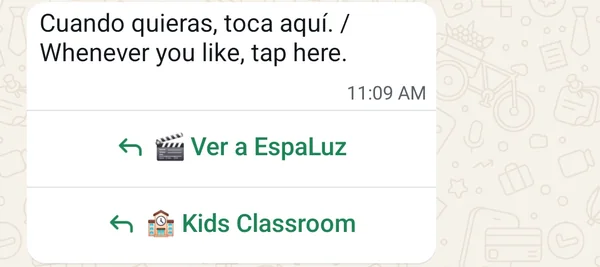 Cuando quieras, toca aquí. /
Whenever you like, tap here.
11:09 AM
Ver a EspaLuz
Kids Classroom